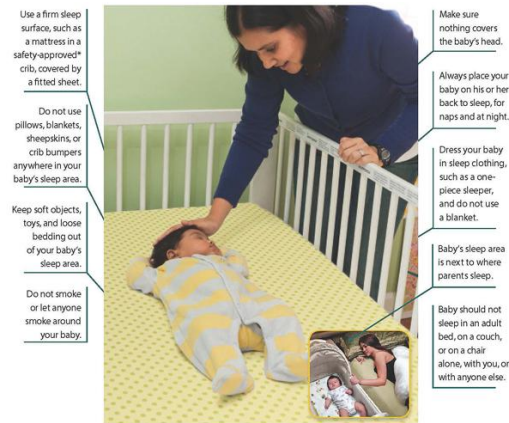 Use a firm sleep
surface, such as
a mattress in a
safety-approved*
crib, covered by
a fitted sheet.
Do not use
pillows, blankets,
sheepskins, or
crib bumpers
anywhere in your
baby's sleep area.
Keep soft objects,
toys, and loose
bedding out
of your baby's
sleep area.
Do not smoke
or let anyone
smoke around
your baby.
Make sure
nothing covers
the baby's head.
Always place your
baby on his or her
back to sleep, for
naps and at night.
Dress your baby
in sleep clothing,
such as a one-
piece sleeper,
and do not use
a blanket.
Baby's sleep area
is next to where
parents sleep.
Baby should not
sleep in an adult
bed, on a couch,
or on a chair
alone, with you, or
with anyone else.